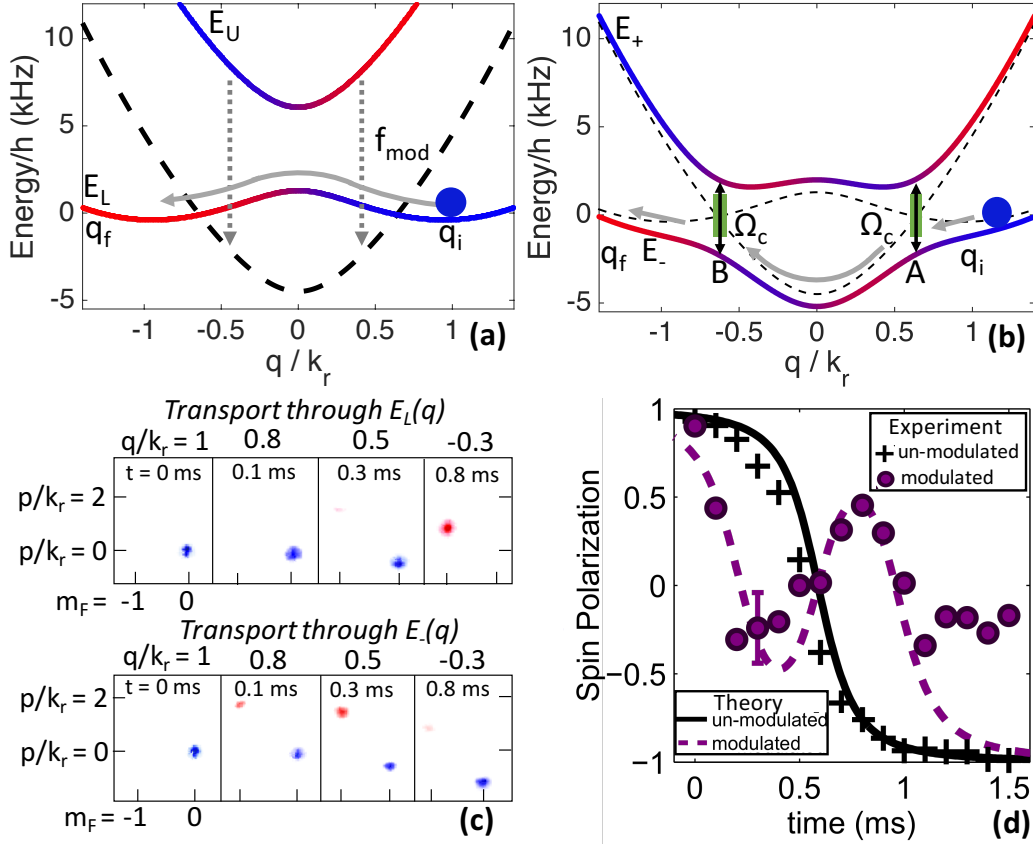 10
5
0
-5
Energy/h (kHz)
E_U
f_mod
E_L
q_f
q_i
-1 -0.5 0 0.5 1
q / k_r
(a)
10
5
0
-5
Energy/h (kHz)
E_+
Ω_c Ω_c
q_f E_- B A q_i
-1 -0.5 0 0.5 1
q / k_r
(b)
Transport through E_L(q)
q/k_r = 1 0.8 0.5 -0.3
t = 0 ms 0.1 ms 0.3 ms 0.8 ms
p/k_r = 2
p/k_r = 0
m_F = -1 0
Transport through E_-(q)
q/k_r = 1 0.8 0.5 -0.3
t = 0 ms 0.1 ms 0.3 ms 0.8 ms
p/k_r = 2
p/k_r = 0
m_F = -1 0
(c)
1
0.5
0
-0.5
-1
Spin Polarization
Experiment
un-modulated
modulated
Theory
un-modulated
modulated
0 0.5 1 1.5
time (ms)
(d)